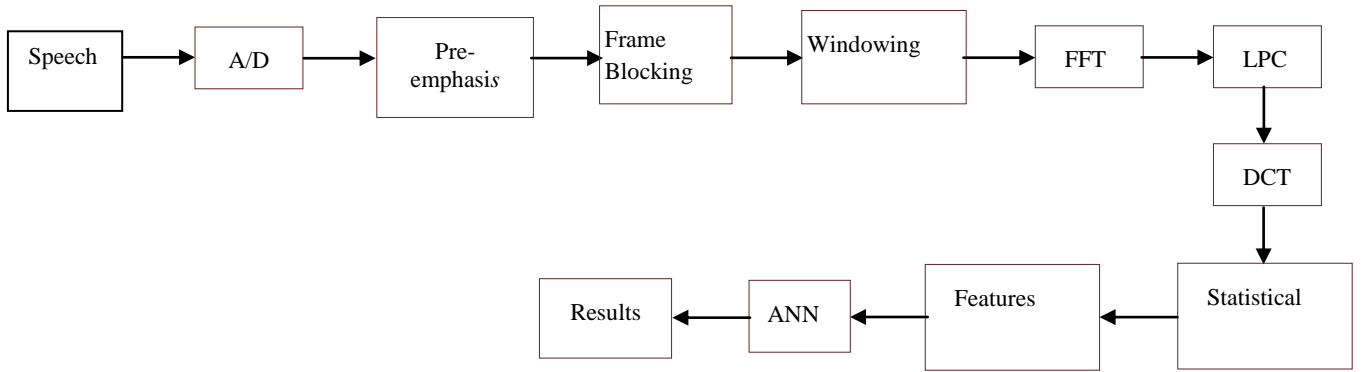 Speech
A/D
Pre-
emphasis
Frame
Blocking
Windowing
FFT
LPC
DCT
Statistical
Features
ANN
Results